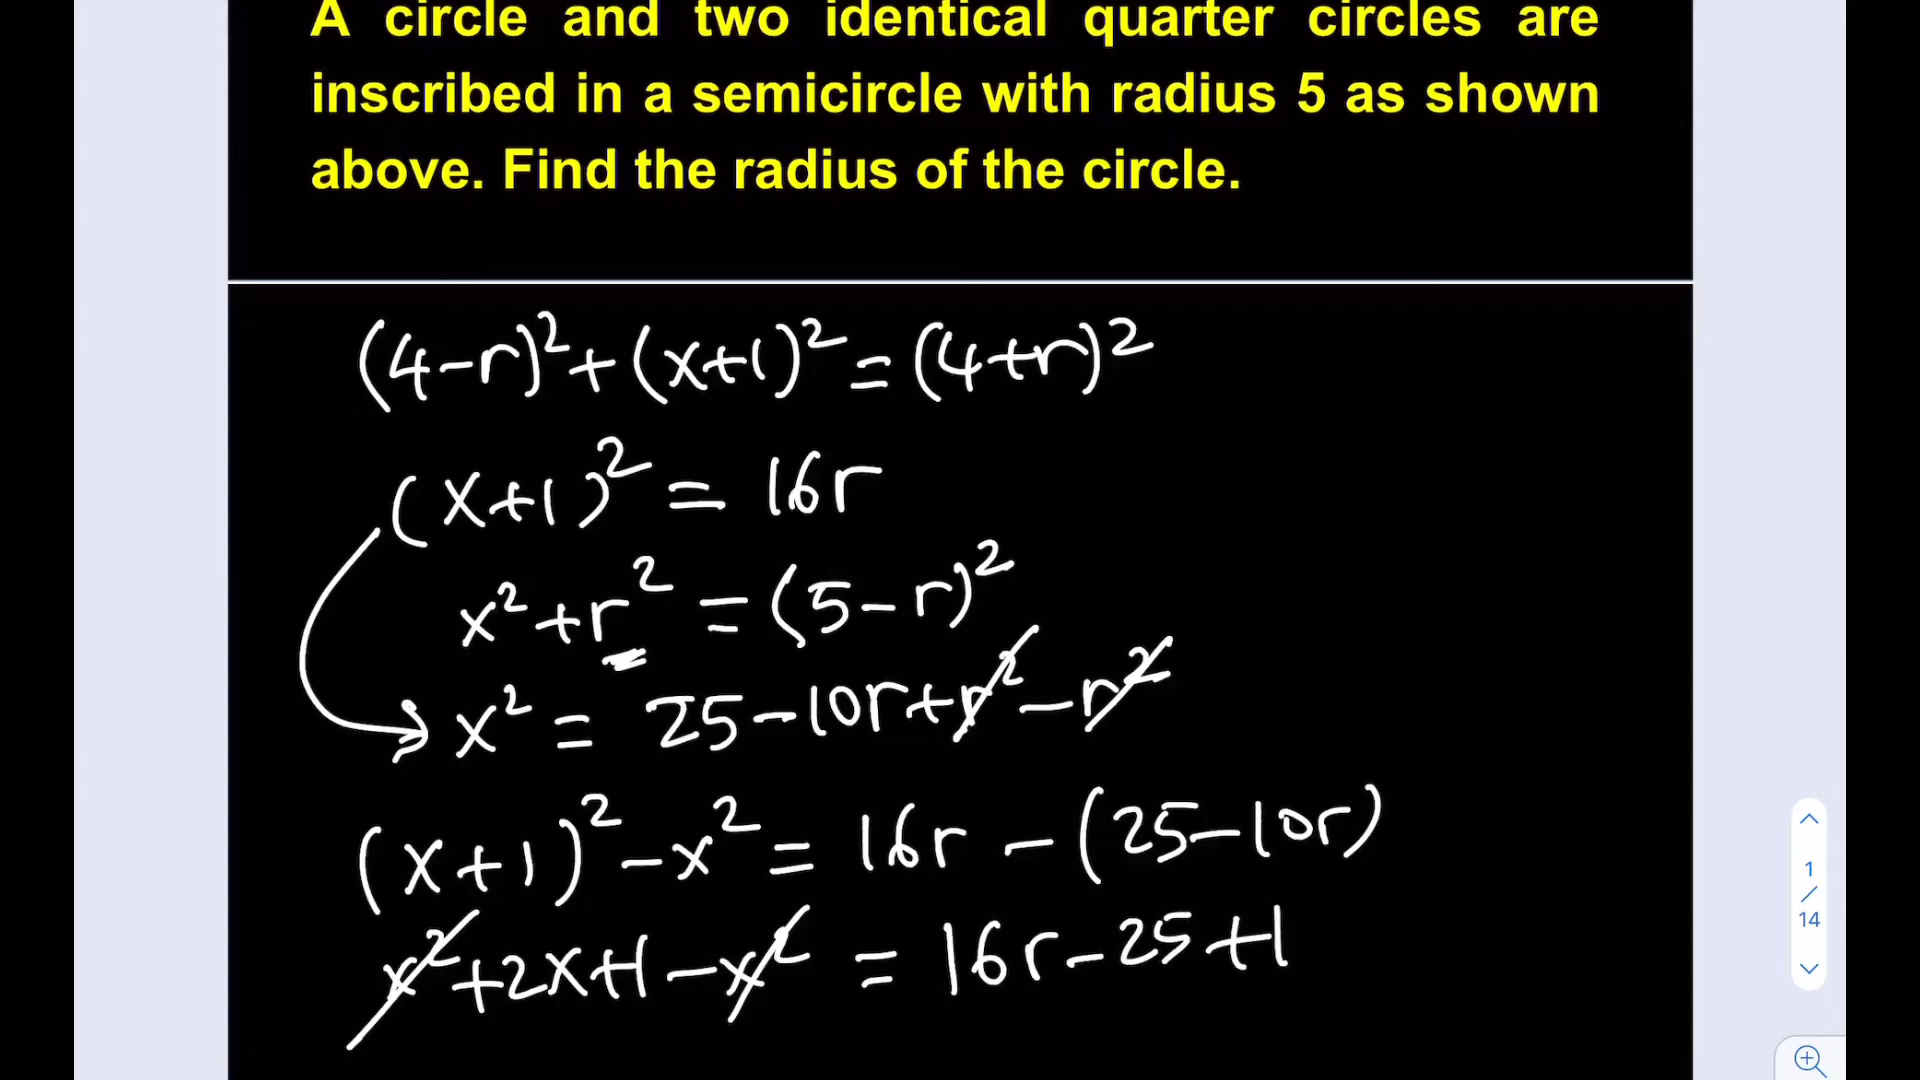 A circle and two identical quarter circles are
inscribed in a semicircle with radius 5 as shown
above. Find the radius of the circle.
(4-r)²+(x+1)²=(4+r)²
(x+1)² = 16r
x²+r² = (5-r)²
x² = 25-10r+r²-r²
(x+1)²-x² = 16r-(25-10r)
x²+2x+1-x² = 16r-25+1
1
/
14